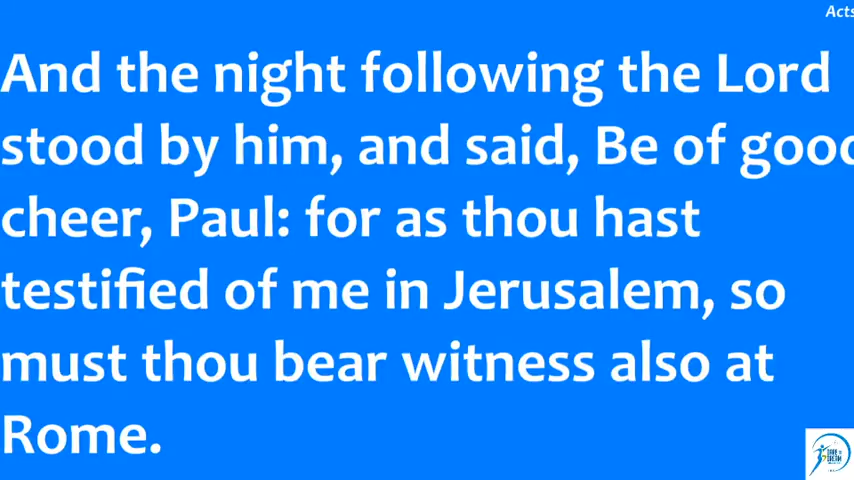 Acts
And the night following the Lord
stood by him, and said, Be of good
cheer, Paul: for as thou hast
testified of me in Jerusalem, so
must thou bear witness also at
Rome.